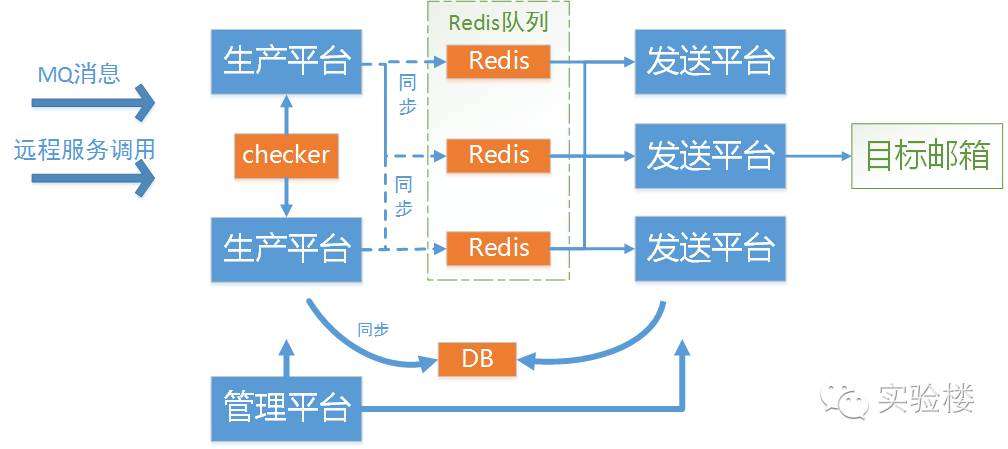 MQ消息
远程服务调用
生产平台
checker
生产平台
Redis队列
同步
Redis
Redis
同步
Redis
发送平台
发送平台
发送平台
目标邮箱
同步
DB
管理平台
实验楼